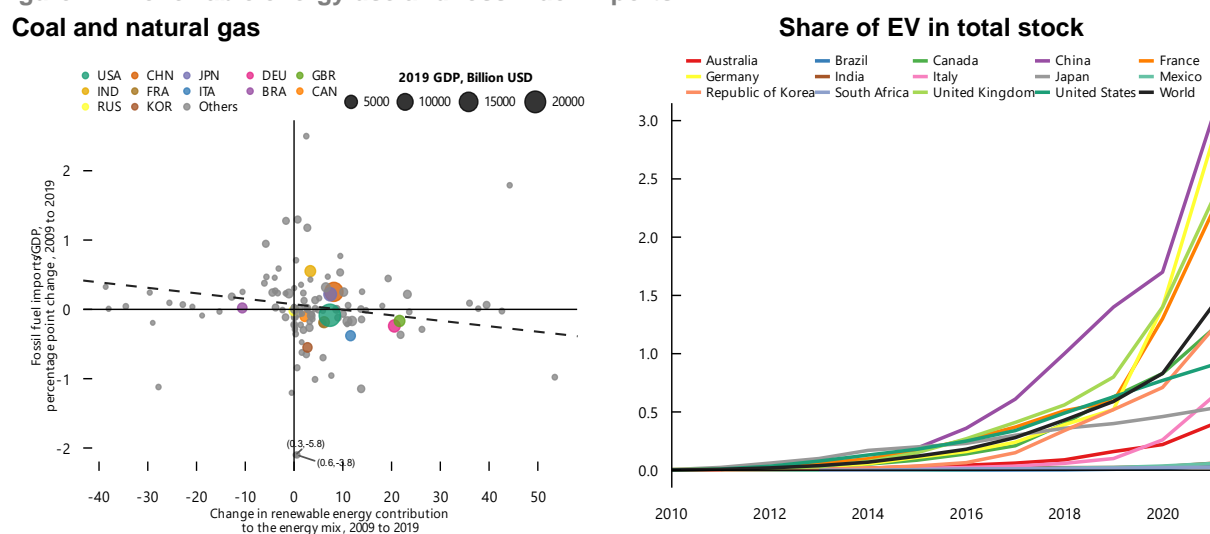 Coal and natural gas
USA CHN JPN DEU GBR
IND FRA ITA BRA CAN
RUS KOR Others
2019 GDP, Billion USD
5000 10000 15000 20000
Fossil fuel imports/GDP,
percentage point change, 2009 to 2019
2
1
0
-1
-2
(0.3,-5.8)
(0.6,-3.8)
-40 -30 -20 -10 0 10 20 30 40 50
Change in renewable energy contribution
to the energy mix, 2009 to 2019
Share of EV in total stock
Australia Brazil Canada China France
Germany India Italy Japan Mexico
Republic of Korea South Africa United Kingdom United States World
3.0
2.5
2.0
1.5
1.0
0.5
0.0
2010 2012 2014 2016 2018 2020